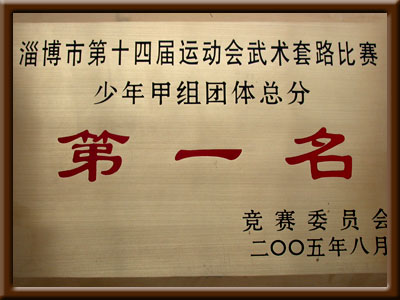 淄博市第十四届运动会武术套路比赛
少年甲组团体总分
第一名
竞赛委员会
二〇〇五年八月